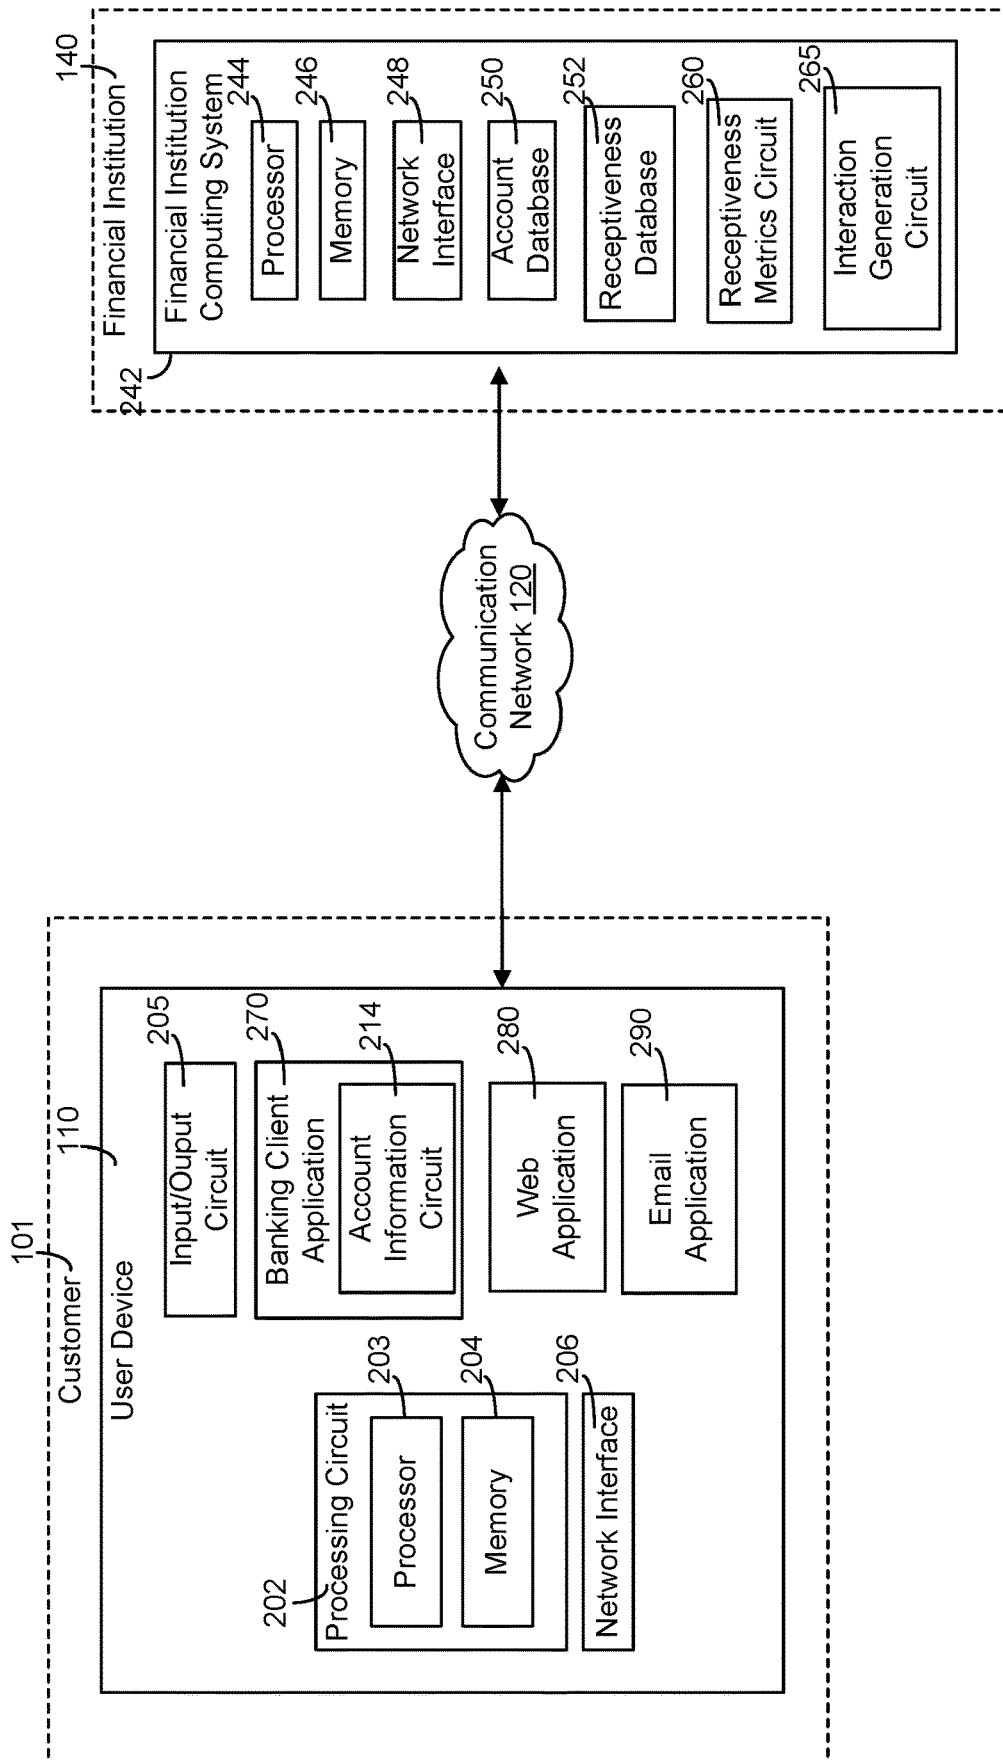 101
Customer
110
User Device
202
Processing Circuit
203
Processor
204
Memory
206
Network Interface
205
Input/Ouput
Circuit
270
Banking Client
Application
214
Account
Information
Circuit
280
Web
Application
290
Email
Application
Communication
Network 120
140
Financial Institution
242
Financial Institution
Computing System
244
Processor
246
Memory
248
Network
Interface
250
Account
Database
252
Receptiveness
Database
260
Receptiveness
Metrics Circuit
265
Interaction
Generation
Circuit